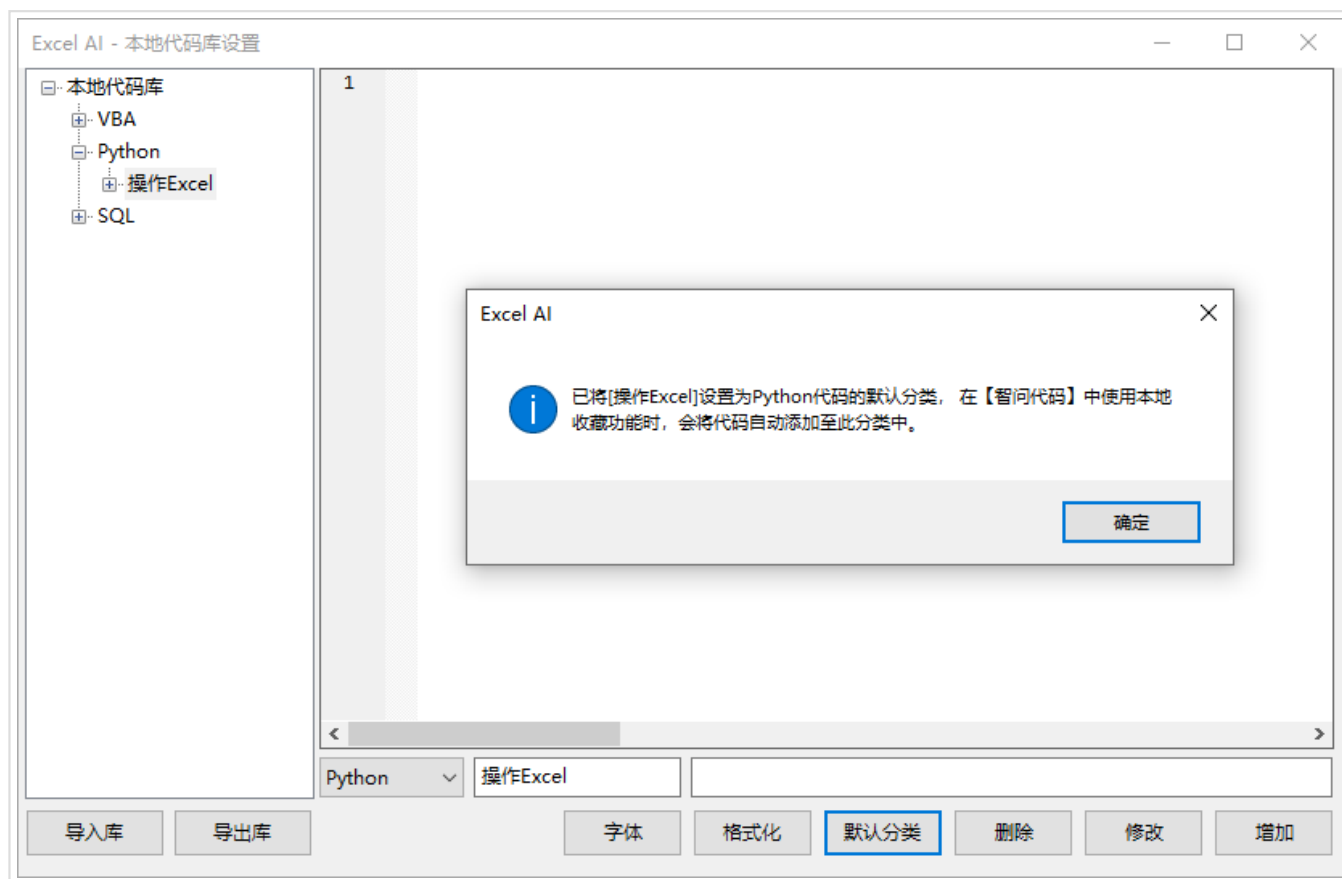 Excel AI - 本地代码库设置
本地代码库
VBA
Python
操作Excel
SQL
1
Excel AI
已将[操作Excel]设置为Python代码的默认分类，在【智问代码】中使用本地
收藏功能时，会将代码自动添加至此分类中。
确定
Python
操作Excel
导入库
导出库
字体
格式化
默认分类
删除
修改
增加